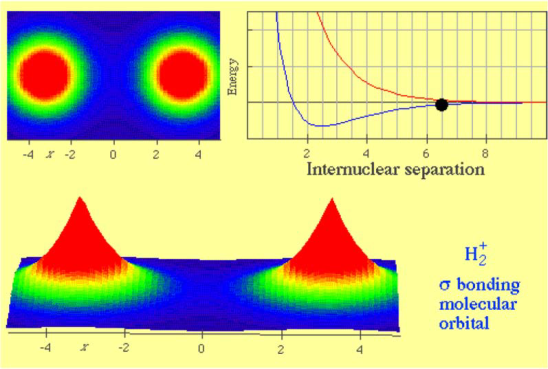 Energy
-4 x -2 0 2 4
2 4 6 8
Internuclear separation
H₂⁺
σ bonding
molecular
orbital
-4 x -2 0 2 4